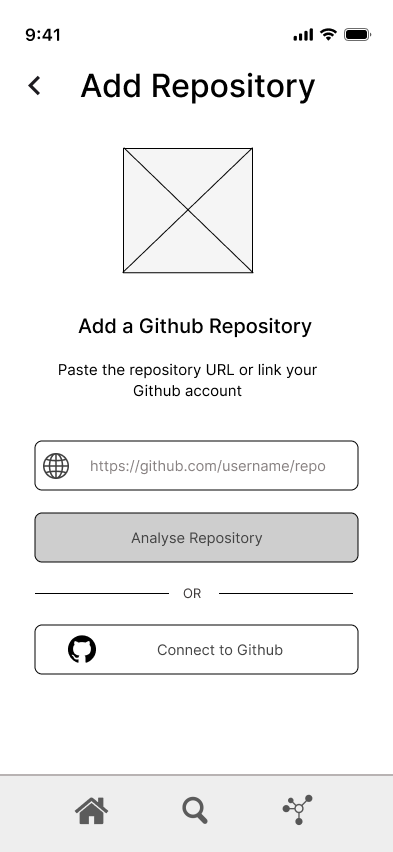 9:41
Add Repository
Add a Github Repository
Paste the repository URL or link your
Github account
https://github.com/username/repo
Analyse Repository
OR
Connect to Github